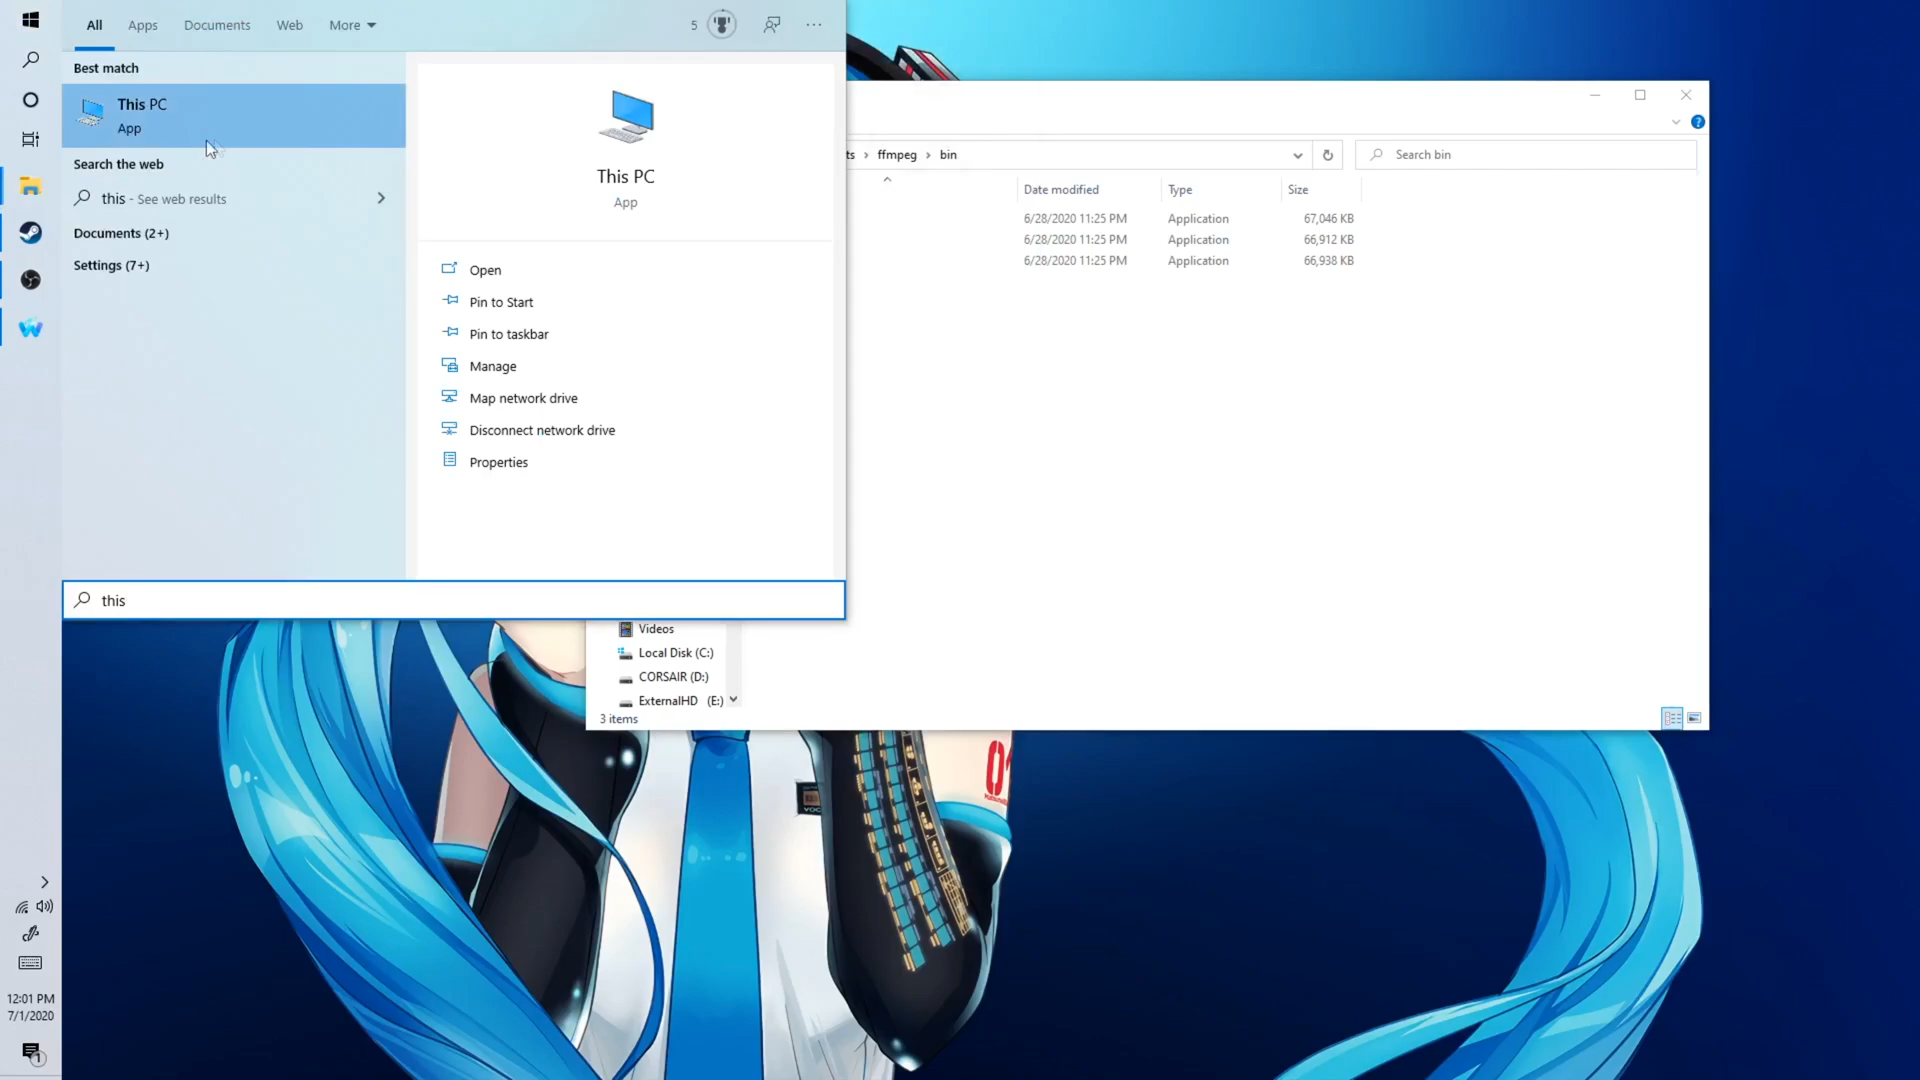 All Apps Documents Web More 5
Best match
This PC
App
Search the web
this - See web results
Documents (2+)
Settings (7+)
This PC
App
Open
Pin to Start
Pin to taskbar
Manage
Map network drive
Disconnect network drive
Properties
this
ts › ffmpeg › bin
Search bin
Date modified Type Size
6/28/2020 11:25 PM Application 67,046 KB
6/28/2020 11:25 PM Application 66,912 KB
6/28/2020 11:25 PM Application 66,938 KB
Videos
Local Disk (C:)
CORSAIR (D:)
ExternalHD (E:)
3 items
12:01 PM
7/1/2020
1